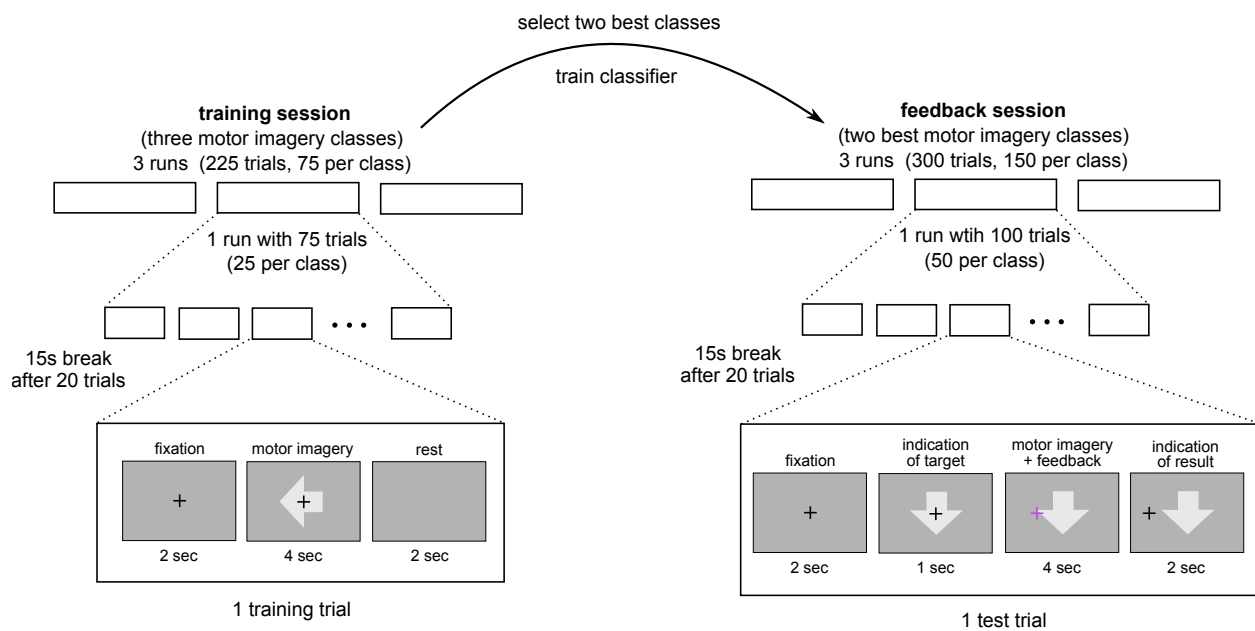 select two best classes
train classifier
training session
(three motor imagery classes)
3 runs (225 trials, 75 per class)
1 run with 75 trials
(25 per class)
15s break
after 20 trials
fixation
motor imagery
rest
2 sec
4 sec
2 sec
1 training trial
feedback session
(two best motor imagery classes)
3 runs (300 trials, 150 per class)
1 run wtih 100 trials
(50 per class)
15s break
after 20 trials
fixation
indication
of target
motor imagery
+ feedback
indication
of result
2 sec
1 sec
4 sec
2 sec
1 test trial